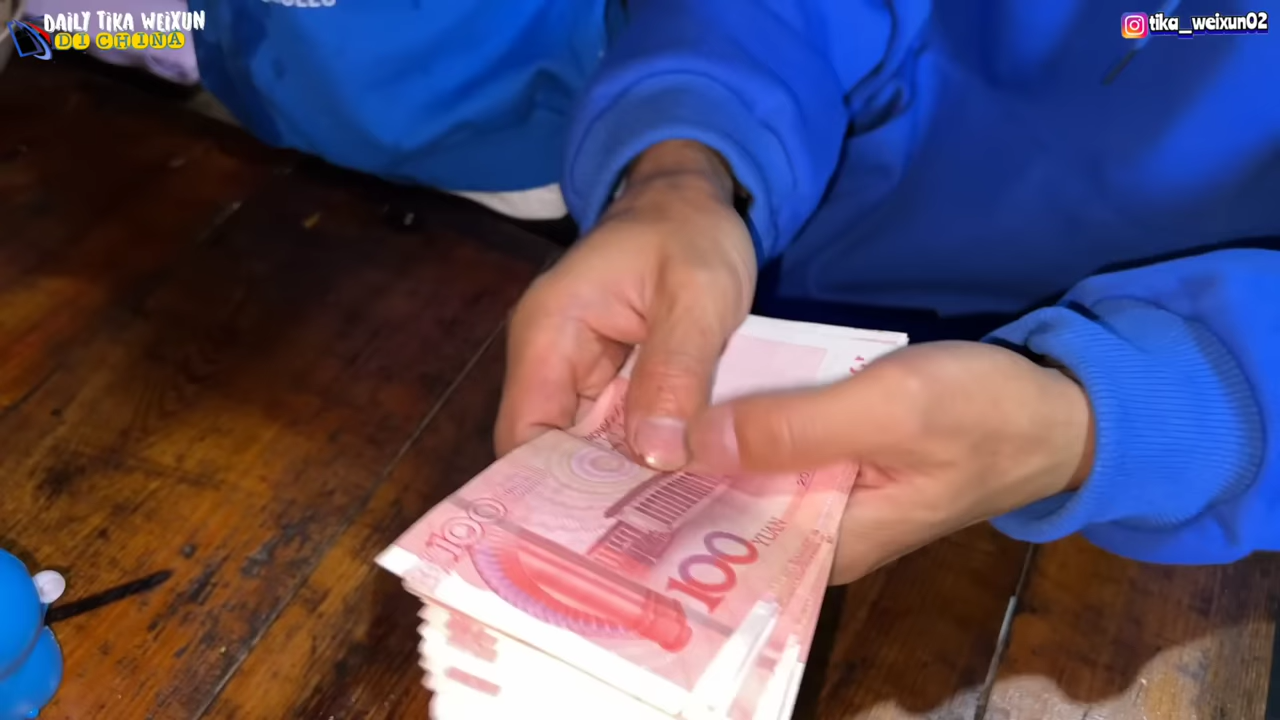 DAILY TIKA WEIXUN
DI CHINA
tika_weixun02
100
100
YUAN